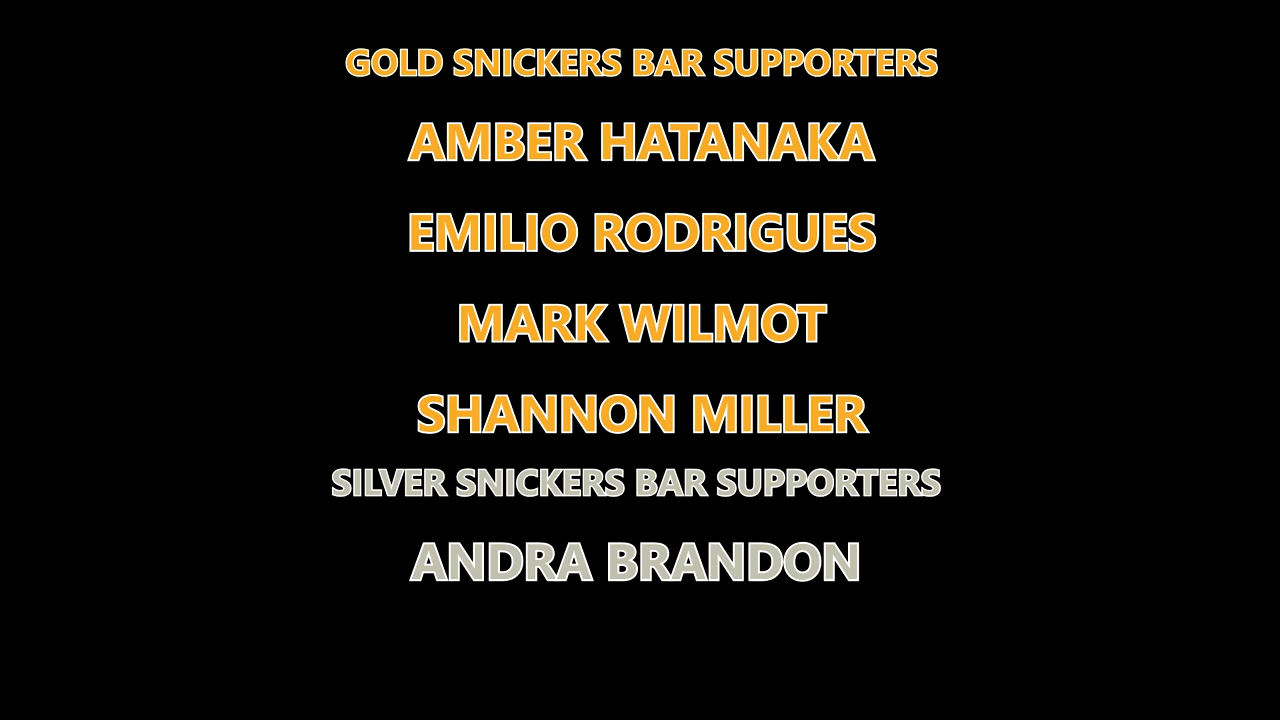 GOLD SNICKERS BAR SUPPORTERS
AMBER HATANAKA
EMILIO RODRIGUES
MARK WILMOT
SHANNON MILLER
SILVER SNICKERS BAR SUPPORTERS
ANDRA BRANDON